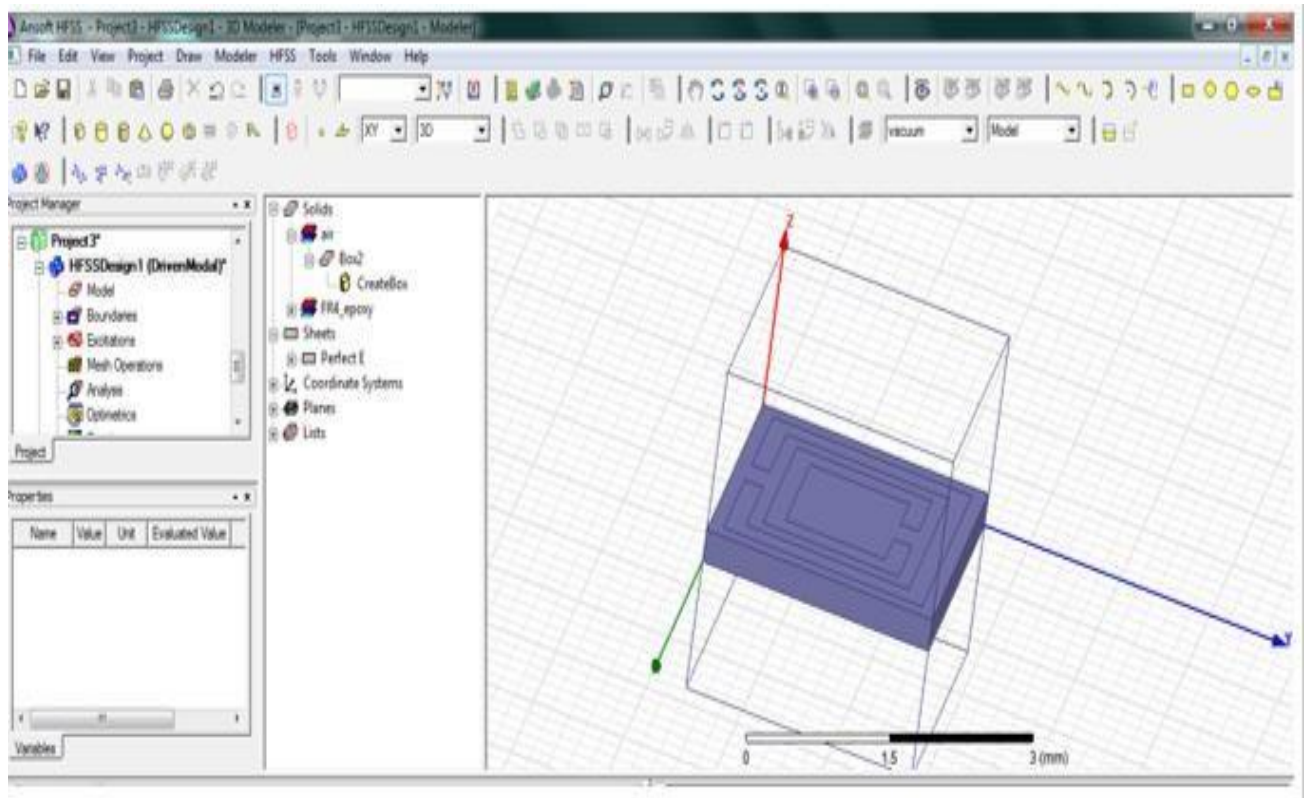 Ansoft HFSS - Project3 - HFSSDesign1 - 3D Modeler - [Project3 - HFSSDesign1 - Modeler]
File Edit View Project Draw Modeler HFSS Tools Window Help
XY 3D vacuum Model
Project Manager
Project3*
HFSSDesign1 (DrivenModal)*
Model
Boundaries
Excitations
Mesh Operations
Analysis
Optimetrics
Project
Properties
Name Value Unit Evaluated Value
Variables
Solids
air
Box2
CreateBox
FR4_epoxy
Sheets
Perfect E
Coordinate Systems
Planes
Lists
Z
Y
0 1.5 3 (mm)